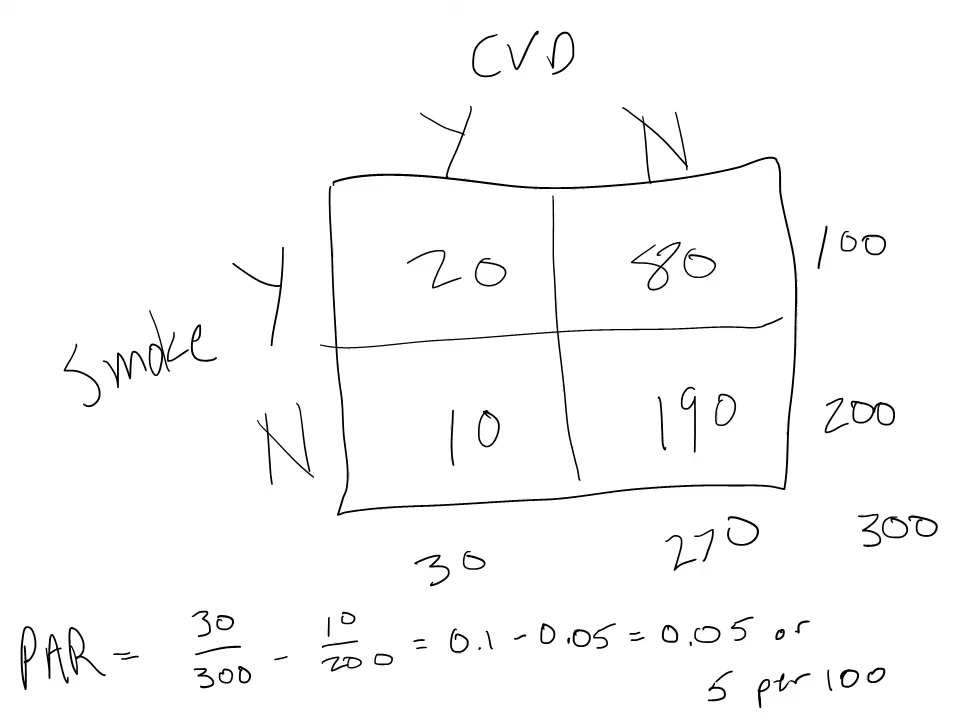 CVD
Y N
Y 20 80 100
Smoke
N 10 190 200
30 270 300
PAR = 30/300 - 10/200 = 0.1 - 0.05 = 0.05 or
5 per 100